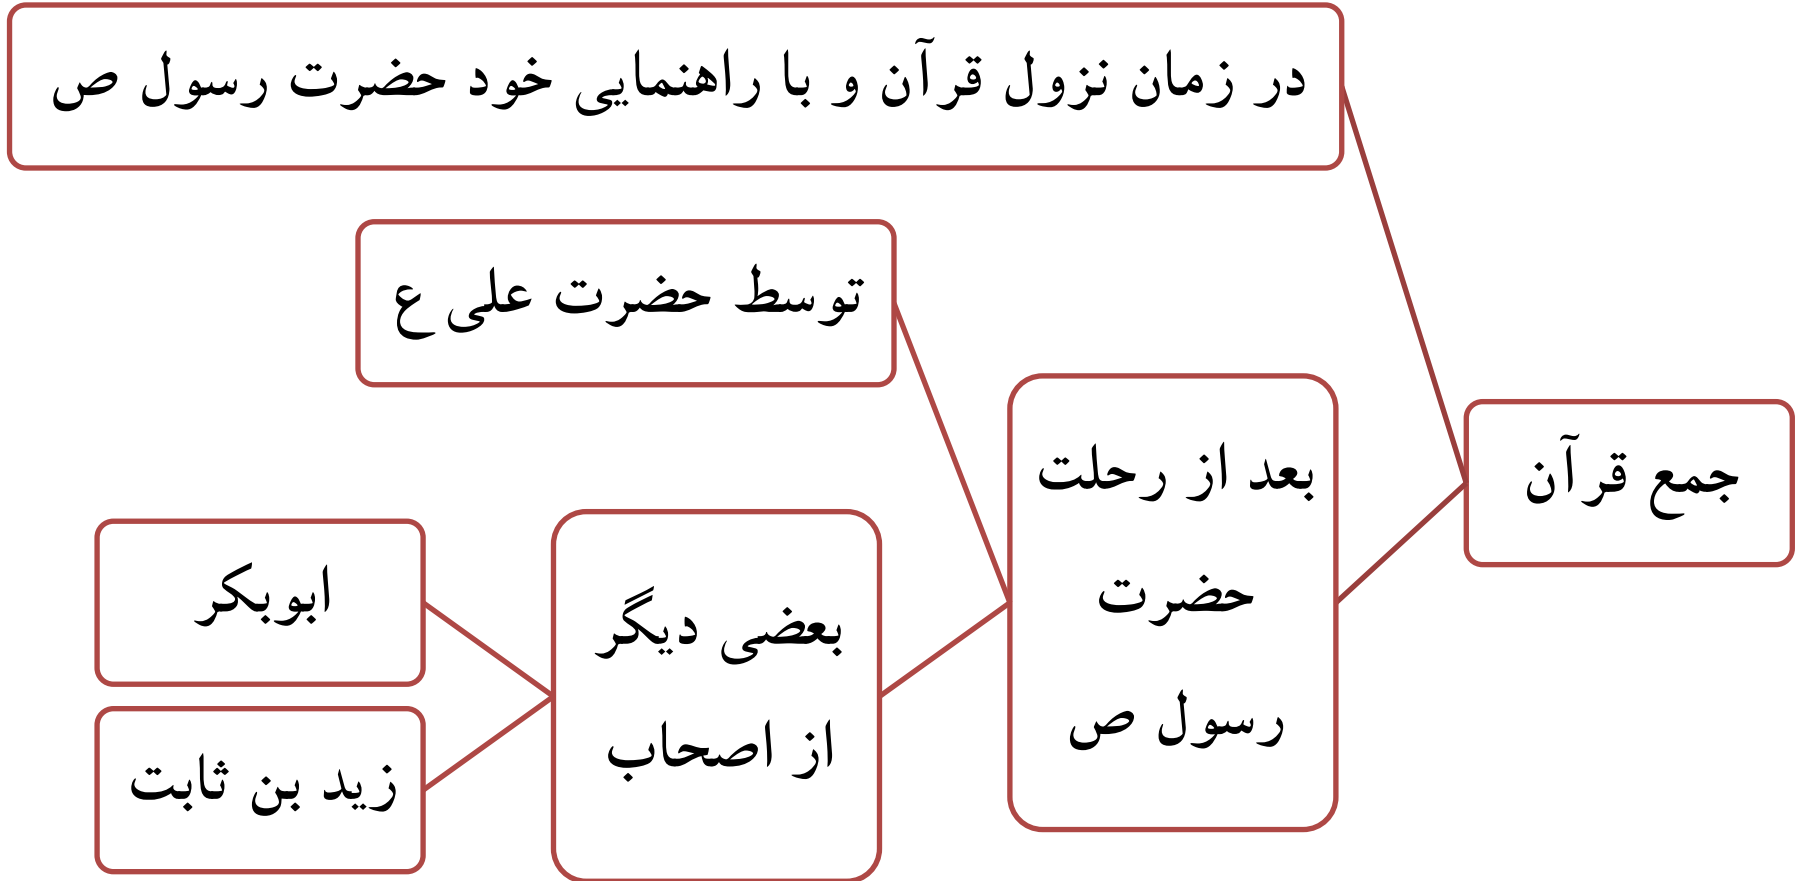 جمع قرآن
در زمان نزول قرآن و با راهنمایی خود حضرت رسول ص
بعد از رحلت
حضرت
رسول ص
توسط حضرت علی ع
بعضی دیگر
از اصحاب
ابوبکر
زید بن ثابت